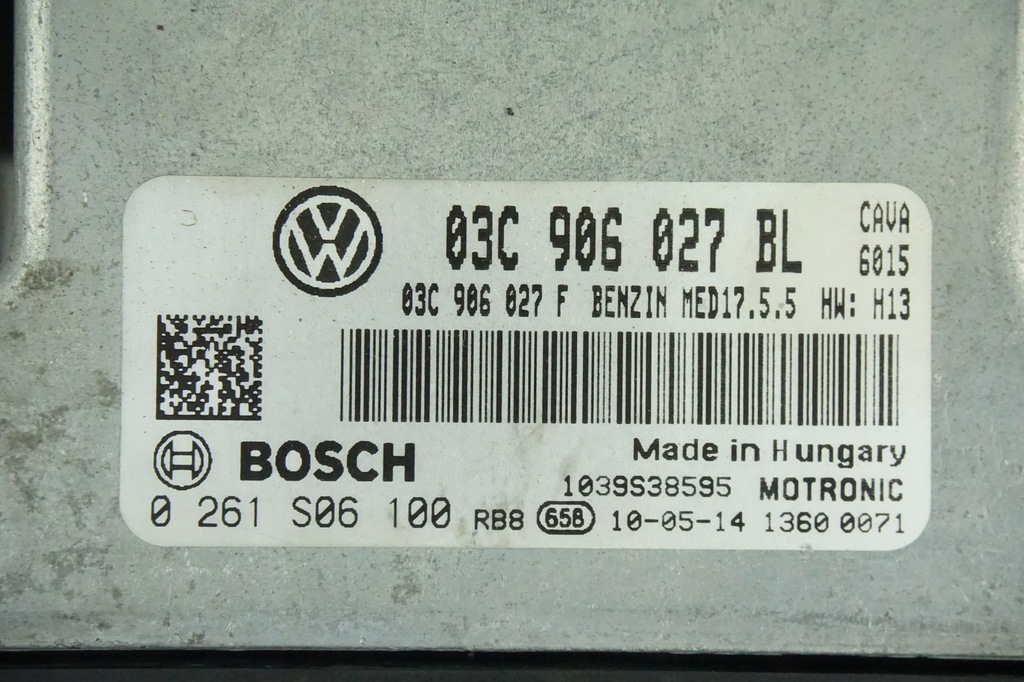 03C 906 027 BL CAVA
6015
03C 906 027 F BENZIN MED17.5.5 HW: H13
BOSCH
Made in Hungary
1039S38595 MOTRONIC
0 261 S06 100 RB8 65B 10-05-14 1360 0071